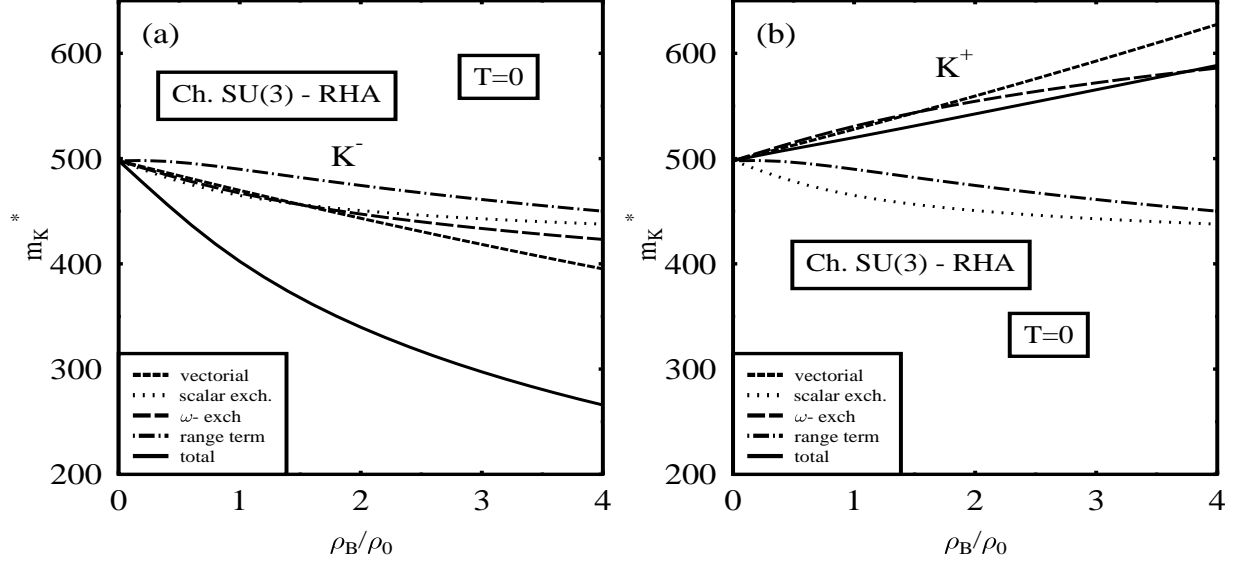 (a)
T=0
Ch. SU(3) - RHA
K-
600
500
400
300
200
mK*
vectorial
scalar exch.
ω- exch
range term
total
0 1 2 3 4
ρB/ρ0
(b)
K+
Ch. SU(3) - RHA
T=0
600
500
400
300
200
mK*
vectorial
scalar exch.
ω- exch
range term
total
0 1 2 3 4
ρB/ρ0